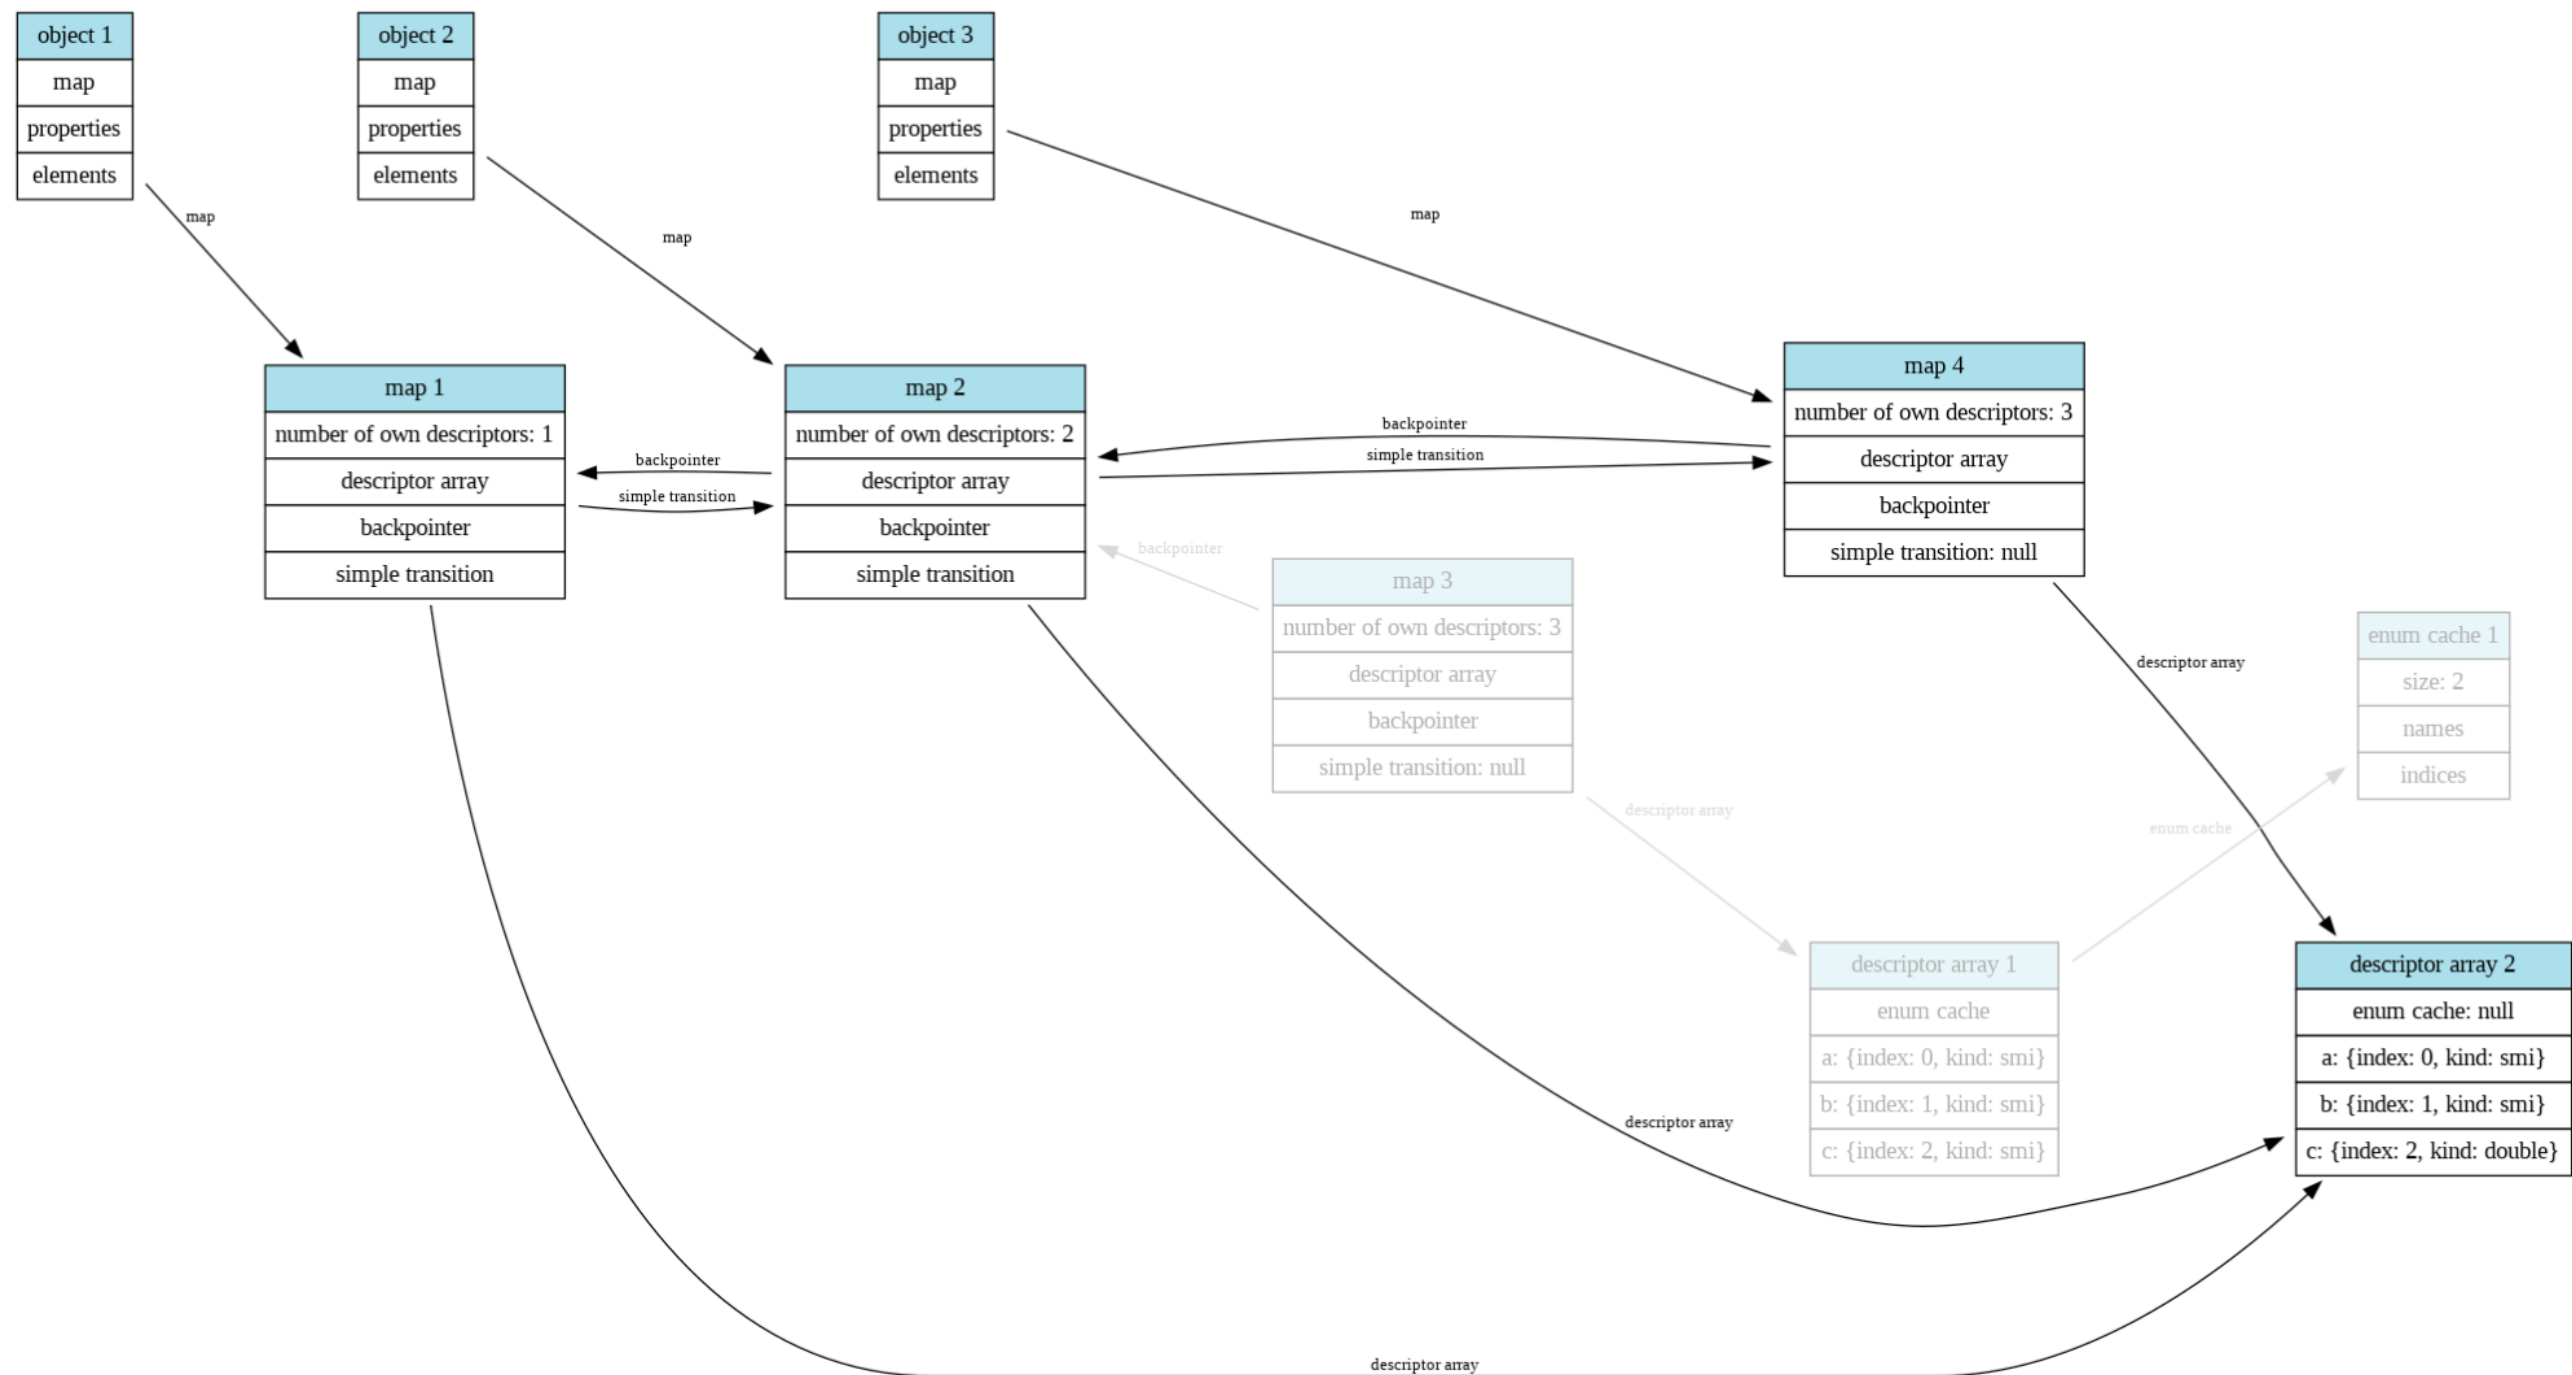 object 1
map
properties
elements
object 2
map
properties
elements
object 3
map
properties
elements
map
map
map
map 1
number of own descriptors: 1
descriptor array
backpointer
simple transition
backpointer
simple transition
map 2
number of own descriptors: 2
descriptor array
backpointer
simple transition
backpointer
simple transition
map 4
number of own descriptors: 3
descriptor array
backpointer
simple transition: null
backpointer
map 3
number of own descriptors: 3
descriptor array
backpointer
simple transition: null
descriptor array
enum cache 1
size: 2
names
indices
descriptor array
enum cache
descriptor array 1
enum cache
a: {index: 0, kind: smi}
b: {index: 1, kind: smi}
c: {index: 2, kind: smi}
descriptor array 2
enum cache: null
a: {index: 0, kind: smi}
b: {index: 1, kind: smi}
c: {index: 2, kind: double}
descriptor array
descriptor array